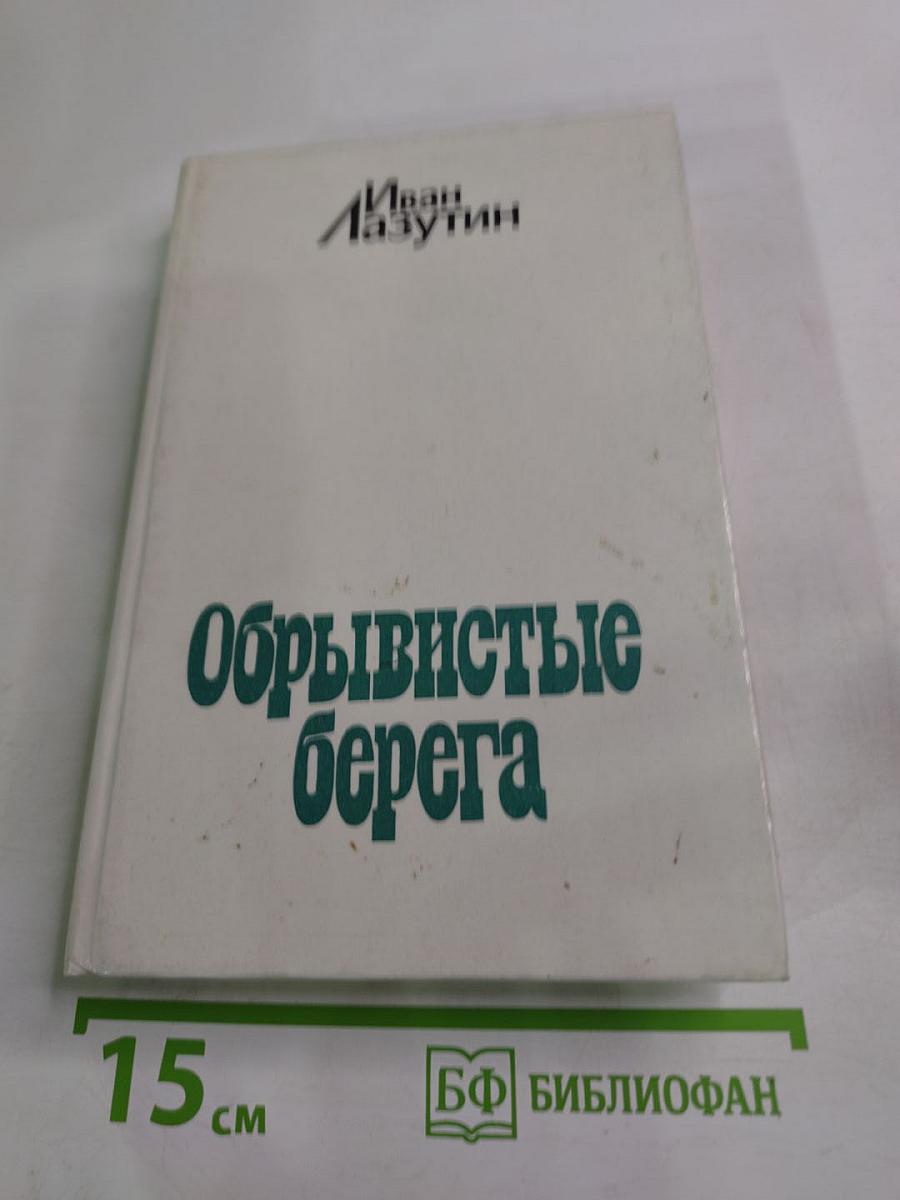 Иван
Лазутин
Обрывистые
берега
15 см
БФ БИБЛИОФАН